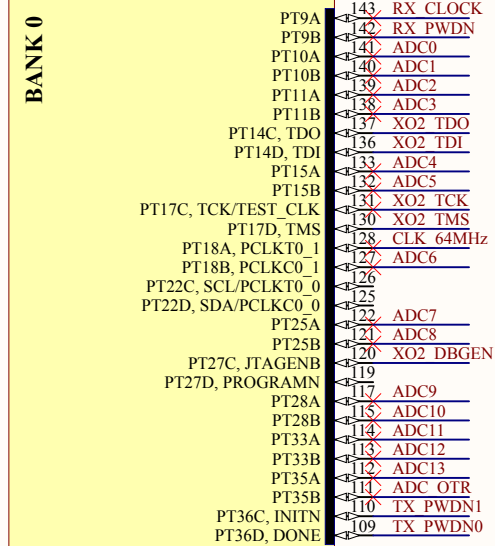 BANK 0
PT9A 143 RX_CLOCK
PT9B 142 RX_PWDN
PT10A 141 ADC0
PT10B 140 ADC1
PT11A 139 ADC2
PT11B 138 ADC3
PT14C, TDO 137 XO2_TDO
PT14D, TDI 136 XO2_TDI
PT15A 133 ADC4
PT15B 132 ADC5
PT17C, TCK/TEST_CLK 131 XO2_TCK
PT17D, TMS 130 XO2_TMS
PT18A, PCLKT0_1 128 CLK_64MHz
PT18B, PCLKC0_1 127 ADC6
PT22C, SCL/PCLKT0_0 126
PT22D, SDA/PCLKC0_0 125
PT25A 122 ADC7
PT25B 121 ADC8
PT27C, JTAGENB 120 XO2_DBGEN
PT27D, PROGRAMN 119
PT28A 117 ADC9
PT28B 115 ADC10
PT33A 114 ADC11
PT33B 113 ADC12
PT35A 112 ADC13
PT35B 111 ADC_OTR
PT36C, INITN 110 TX_PWDN1
PT36D, DONE 109 TX_PWDN0